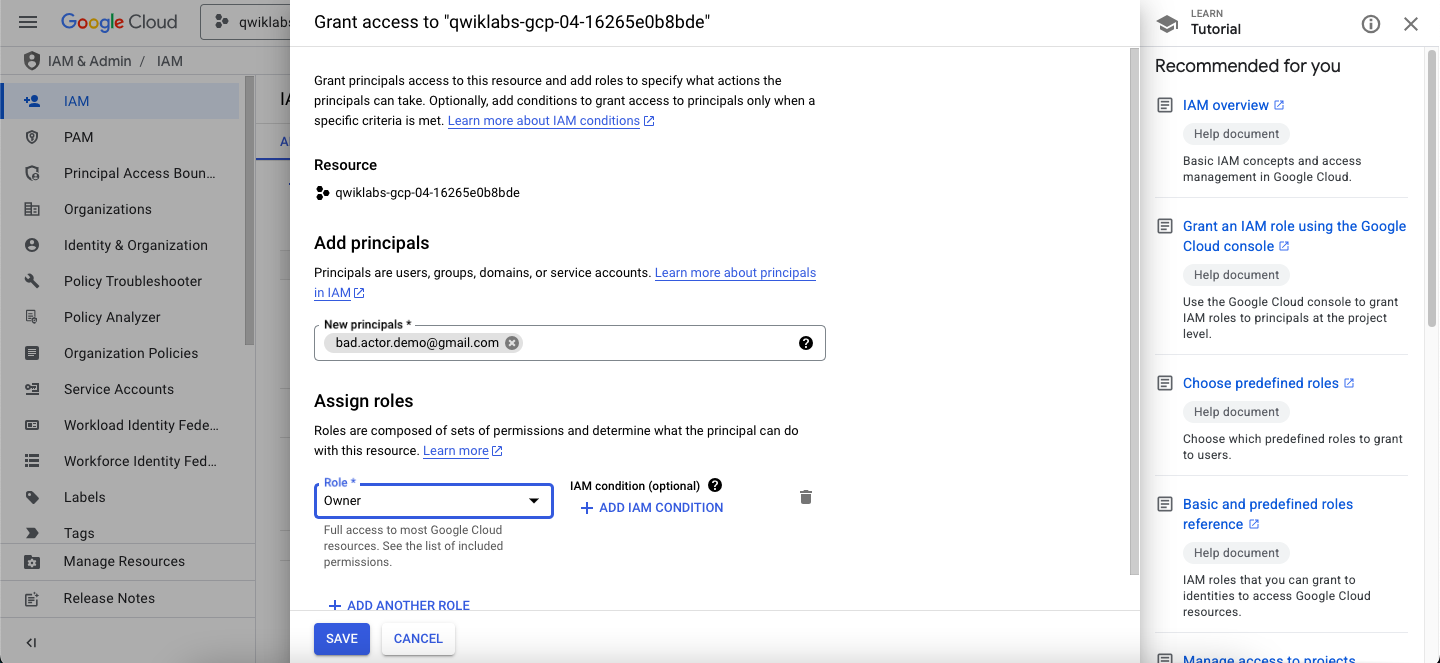 Google Cloud
qwiklabs
IAM & Admin / IAM
IAM
PAM
Principal Access Boun...
Organizations
Identity & Organization
Policy Troubleshooter
Policy Analyzer
Organization Policies
Service Accounts
Workload Identity Fede...
Workforce Identity Fed...
Labels
Tags
Manage Resources
Release Notes
Grant access to "qwiklabs-gcp-04-16265e0b8bde"
Grant principals access to this resource and add roles to specify what actions the
principals can take. Optionally, add conditions to grant access to principals only when a
specific criteria is met. Learn more about IAM conditions
Resource
qwiklabs-gcp-04-16265e0b8bde
Add principals
Principals are users, groups, domains, or service accounts. Learn more about principals
in IAM
New principals *
bad.actor.demo@gmail.com
Assign roles
Roles are composed of sets of permissions and determine what the principal can do
with this resource. Learn more
Role *
Owner
Full access to most Google Cloud
resources. See the list of included
permissions.
IAM condition (optional)
ADD IAM CONDITION
ADD ANOTHER ROLE
SAVE
CANCEL
LEARN
Tutorial
Recommended for you
IAM overview
Help document
Basic IAM concepts and access
management in Google Cloud.
Grant an IAM role using the Google
Cloud console
Help document
Use the Google Cloud console to grant
IAM roles to principals at the project
level.
Choose predefined roles
Help document
Choose which predefined roles to grant
to users.
Basic and predefined roles
reference
Help document
IAM roles that you can grant to
identities to access Google Cloud
resources.
Manage access to projects,